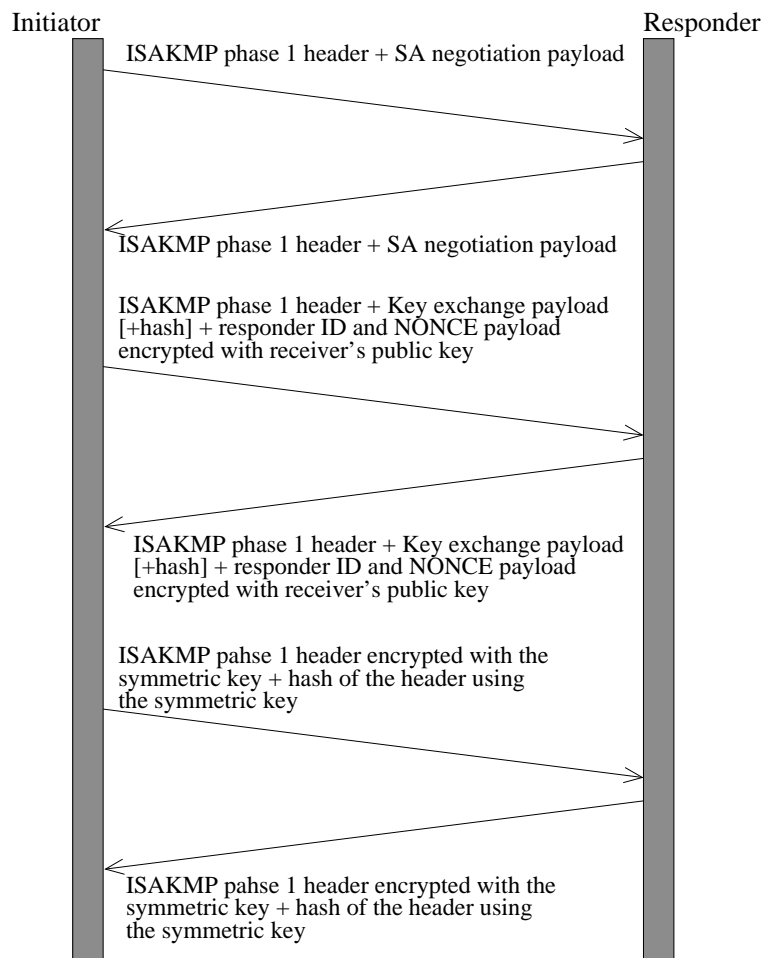 Initiator
Responder
ISAKMP phase 1 header + SA negotiation payload
ISAKMP phase 1 header + SA negotiation payload
ISAKMP phase 1 header + Key exchange payload
[+hash] + responder ID and NONCE payload
encrypted with receiver's public key
ISAKMP phase 1 header + Key exchange payload
[+hash] + responder ID and NONCE payload
encrypted with receiver's public key
ISAKMP pahse 1 header encrypted with the
symmetric key + hash of the header using
the symmetric key
ISAKMP pahse 1 header encrypted with the
symmetric key + hash of the header using
the symmetric key